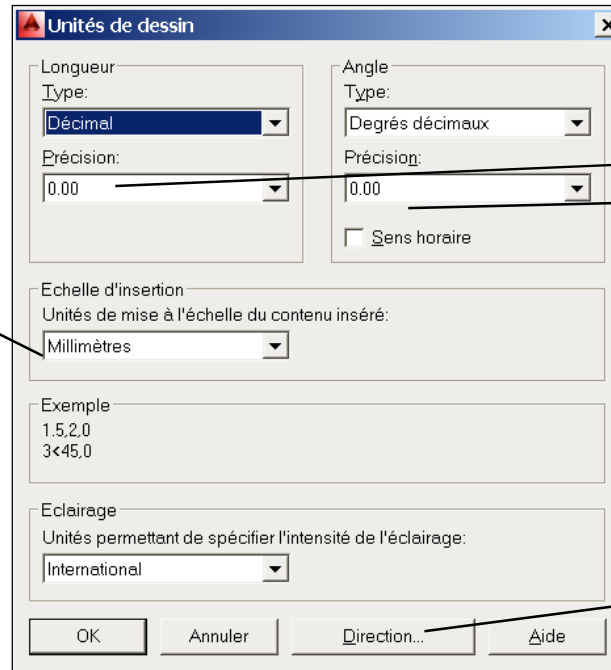 Unités de dessin
Longueur
Type:
Décimal
Précision:
0.00
Angle
Type:
Degrés décimaux
Précision:
0.00
Sens horaire
Echelle d'insertion
Unités de mise à l'échelle du contenu inséré:
Millimètres
Exemple
1.5,2,0
3<45,0
Eclairage
Unités permettant de spécifier l'intensité de l'éclairage:
International
OK
Annuler
Direction...
Aide